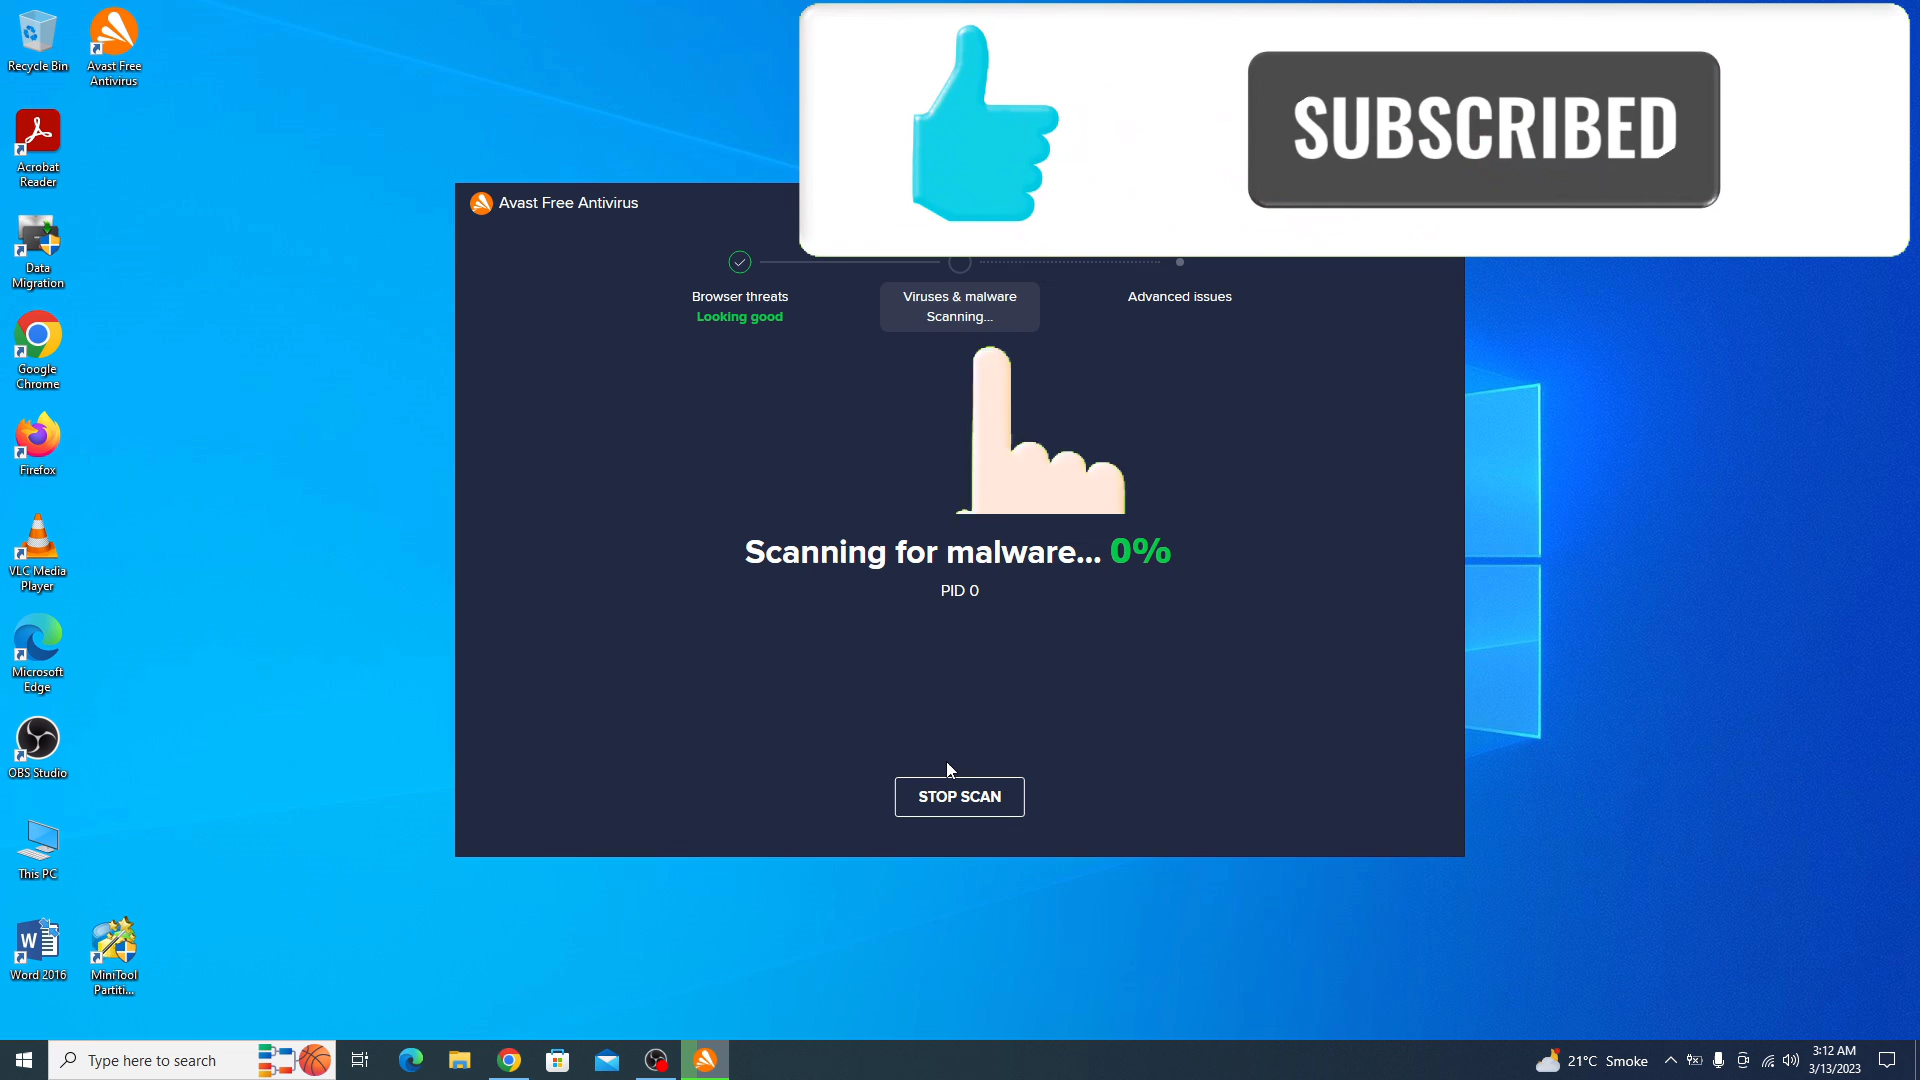 Recycle Bin
Avast Free
Antivirus
Acrobat
Reader
Data
Migration
Google
Chrome
Firefox
VLC Media
Player
Microsoft
Edge
OBS Studio
This PC
Word 2016
MiniTool
Partiti...
SUBSCRIBED
Avast Free Antivirus
Browser threats
Looking good
Viruses & malware
Scanning...
Advanced issues
Scanning for malware... 0%
PID 0
STOP SCAN
Type here to search
21°C Smoke
3:12 AM
3/13/2023